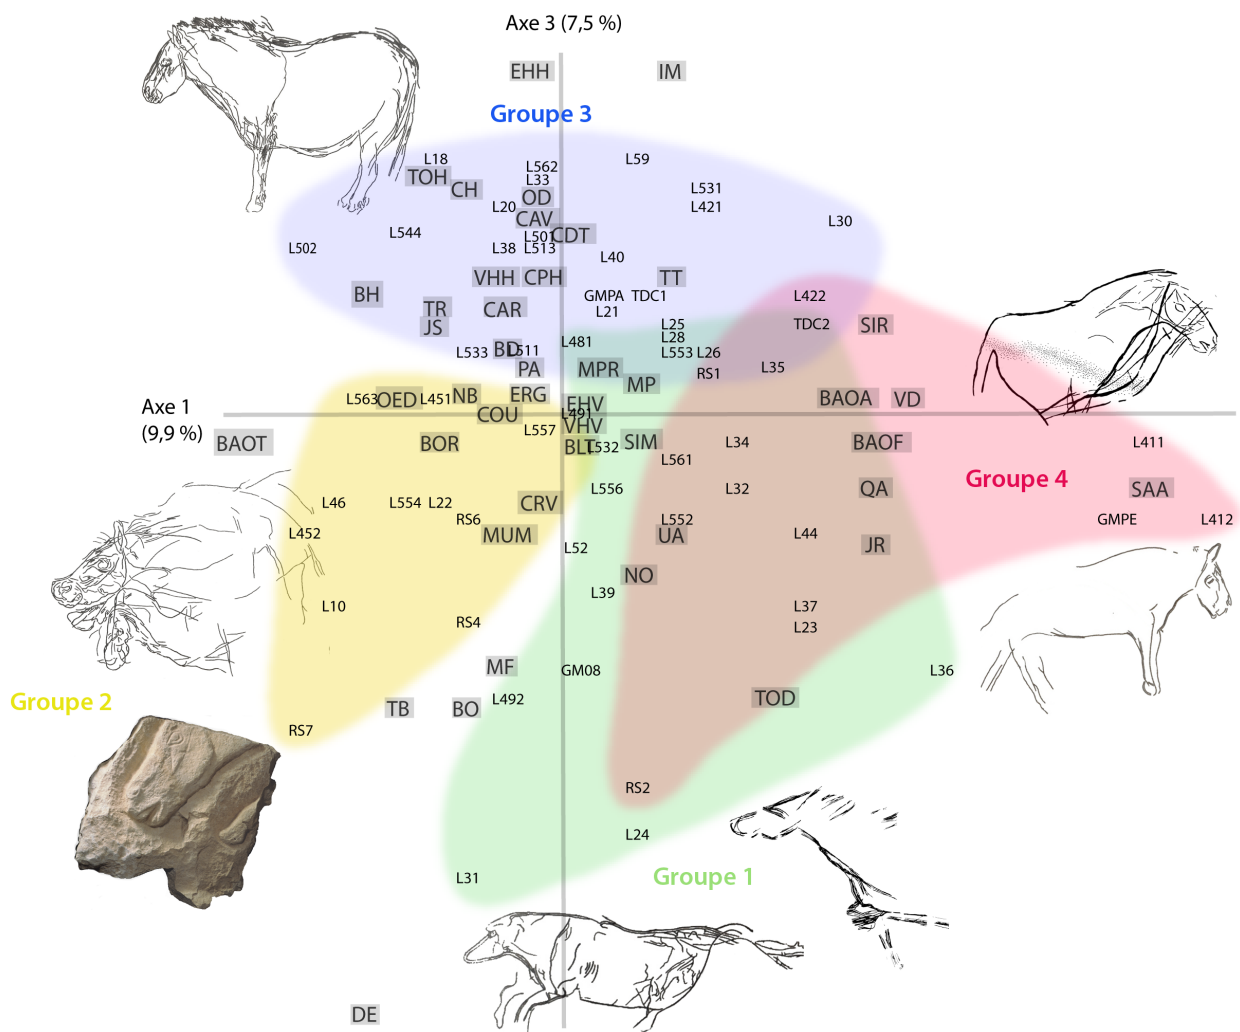 Axe 3 (7,5 %)
EHH IM
Groupe 3
L18 L562 L59
TOH L33
CH OD L531
L20 L421
CAV L30
L544 L501 CDT
L502 L38 L513 L40
VHH CPH TT
BH GMPA TDC1 L422
TR CAR L21
JS L25 TDC2 SIR
L28
L533 BD L511 L481 L553 L26
PA MPR RS1 L35
MP
Axe 1 L563 OED L451 NB ERG EHV BAOA VD
(9,9 %) COU L491
VHV
L557
BAOT BOR BLT L532 SIM L34 BAOF L411
L561
Groupe 4
L556 L32 QA SAA
L46 L554 L22 CRV
RS6 L552 GMPE L412
L452 MUM UA L44
L52 JR
NO
L39
L10 L37
RS4 L23
MF GM08 L36
Groupe 2 L492 TOD
TB BO
RS7
RS2
L24
L31 Groupe 1
DE